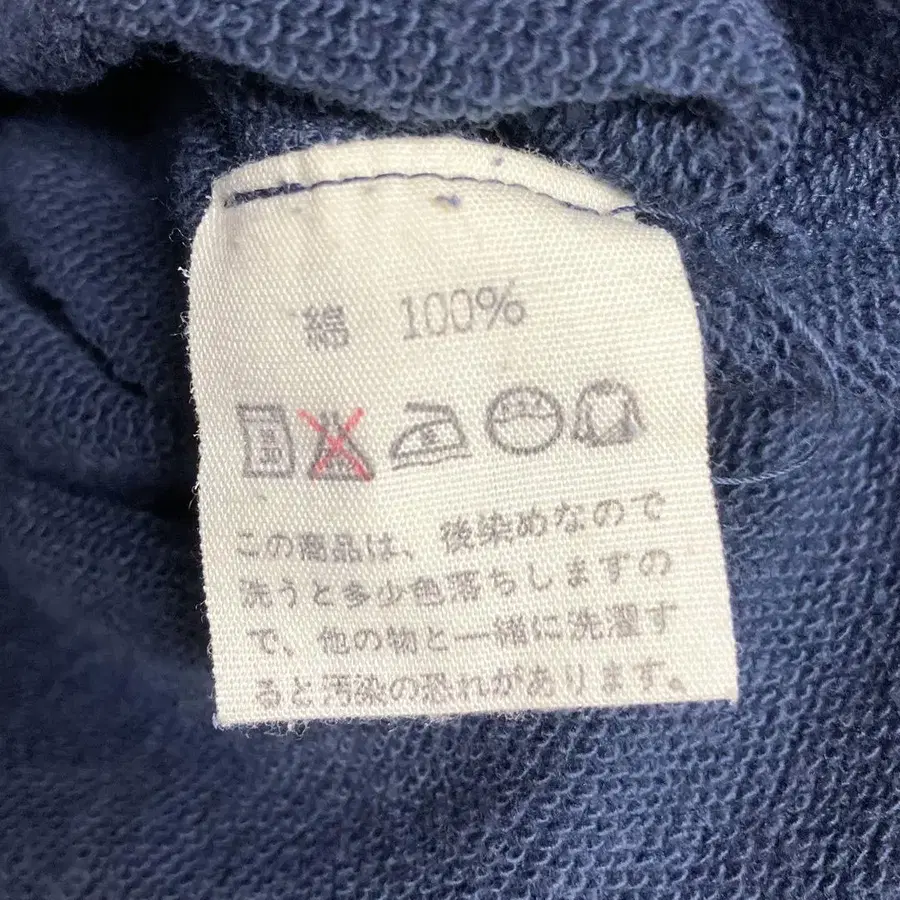 綿 100%
この商品は、後染めなので
洗うと多少色落ちしますの
で、他の物と一緒に洗濯す
ると汚染の恐れがあります。